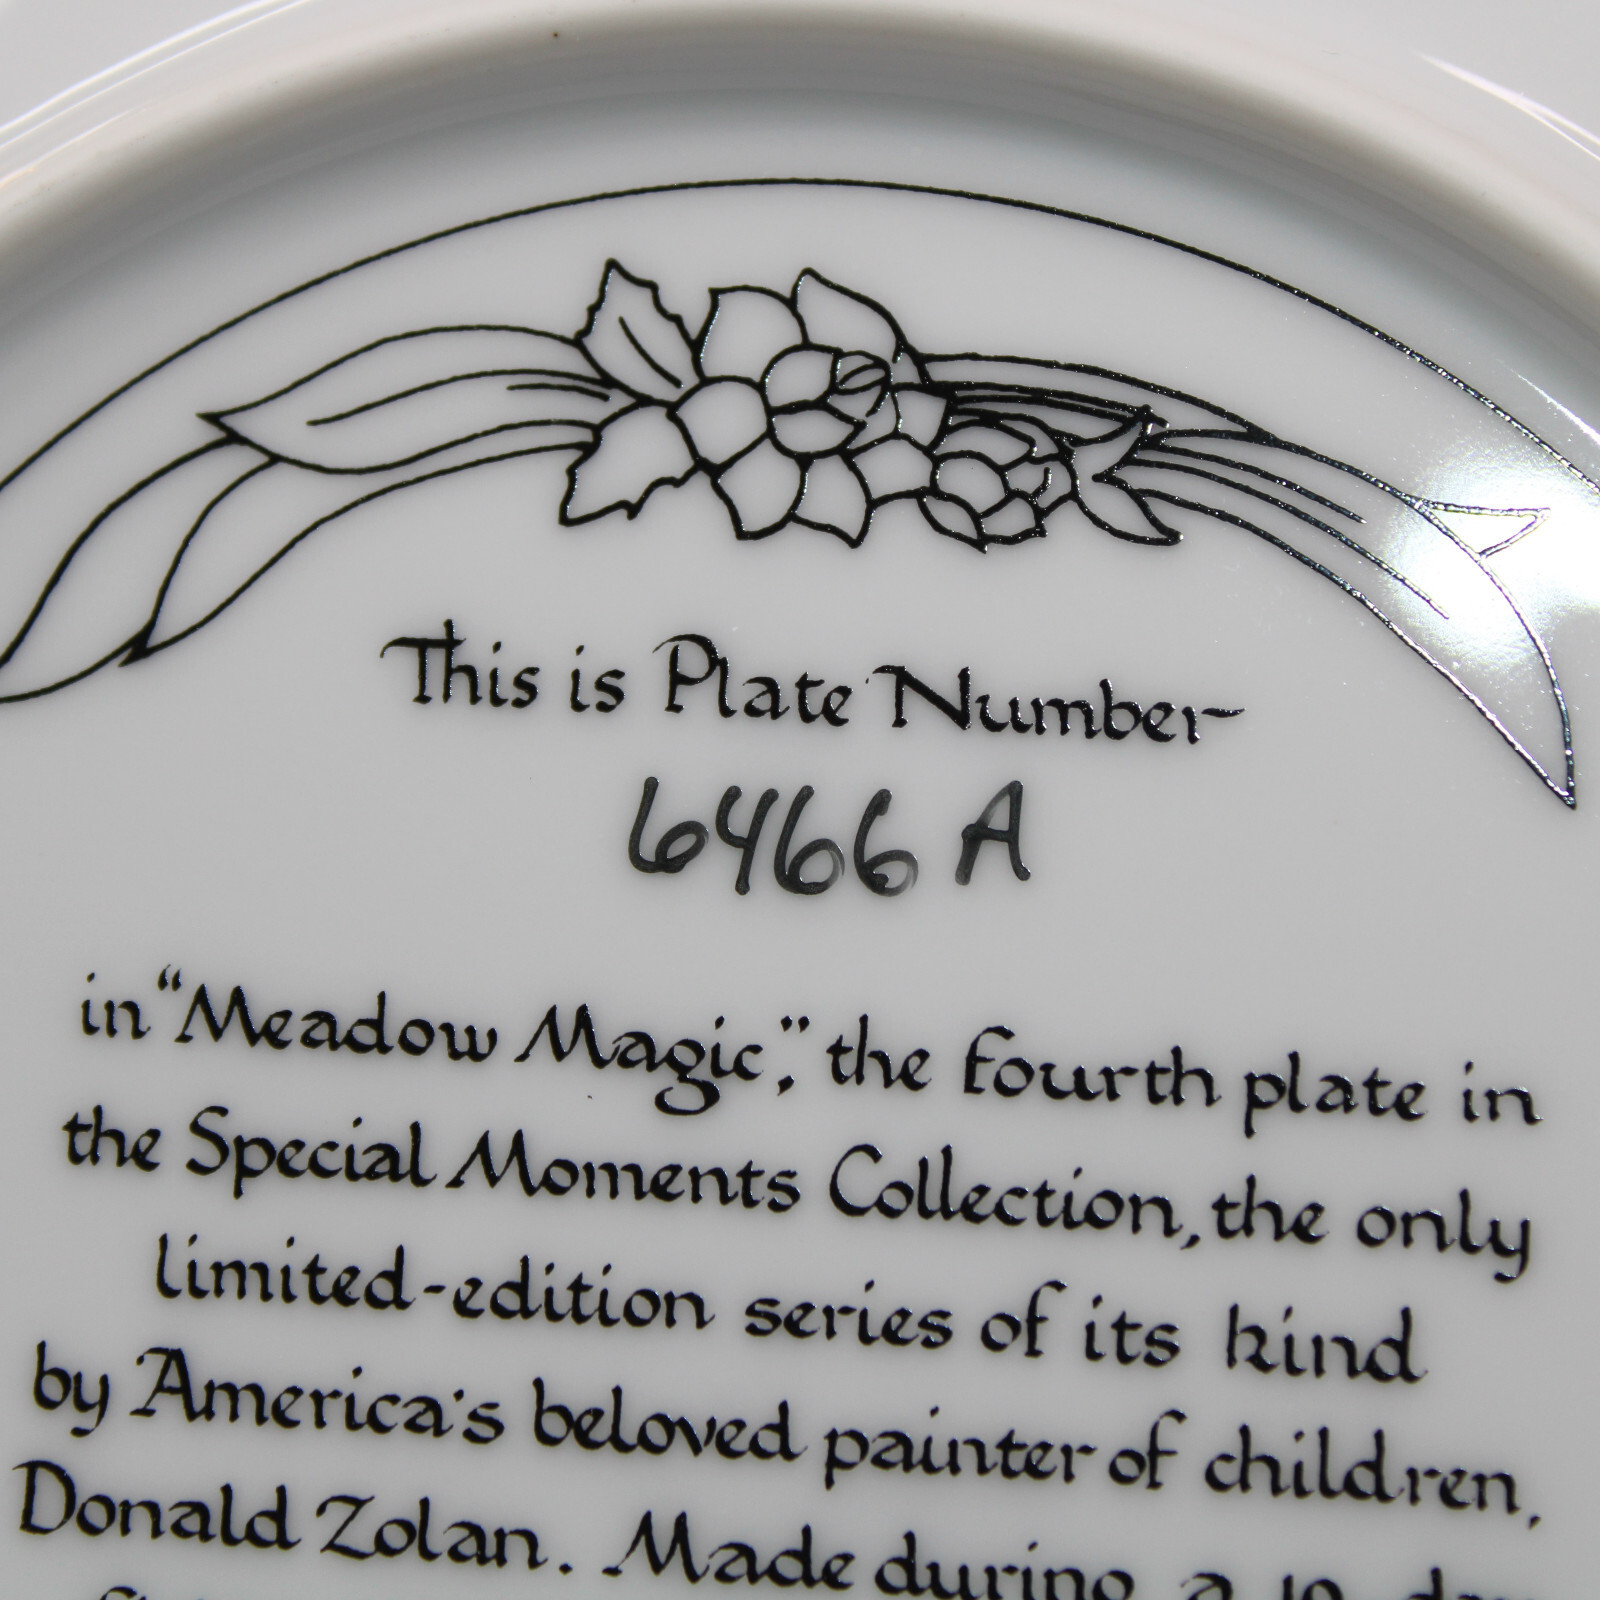 This is Plate Number
6466 A
in "Meadow Magic," the fourth plate in
the Special Moments Collection, the only
limited-edition series of its kind
by America's beloved painter of children,
Donald Zolan. Made during a